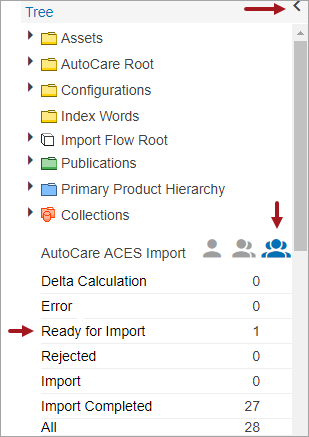 Tree
Assets
AutoCare Root
Configurations
Index Words
Import Flow Root
Publications
Primary Product Hierarchy
Collections
AutoCare ACES Import
Delta Calculation 0
Error 0
Ready for Import 1
Rejected 0
Import 0
Import Completed 27
All 28